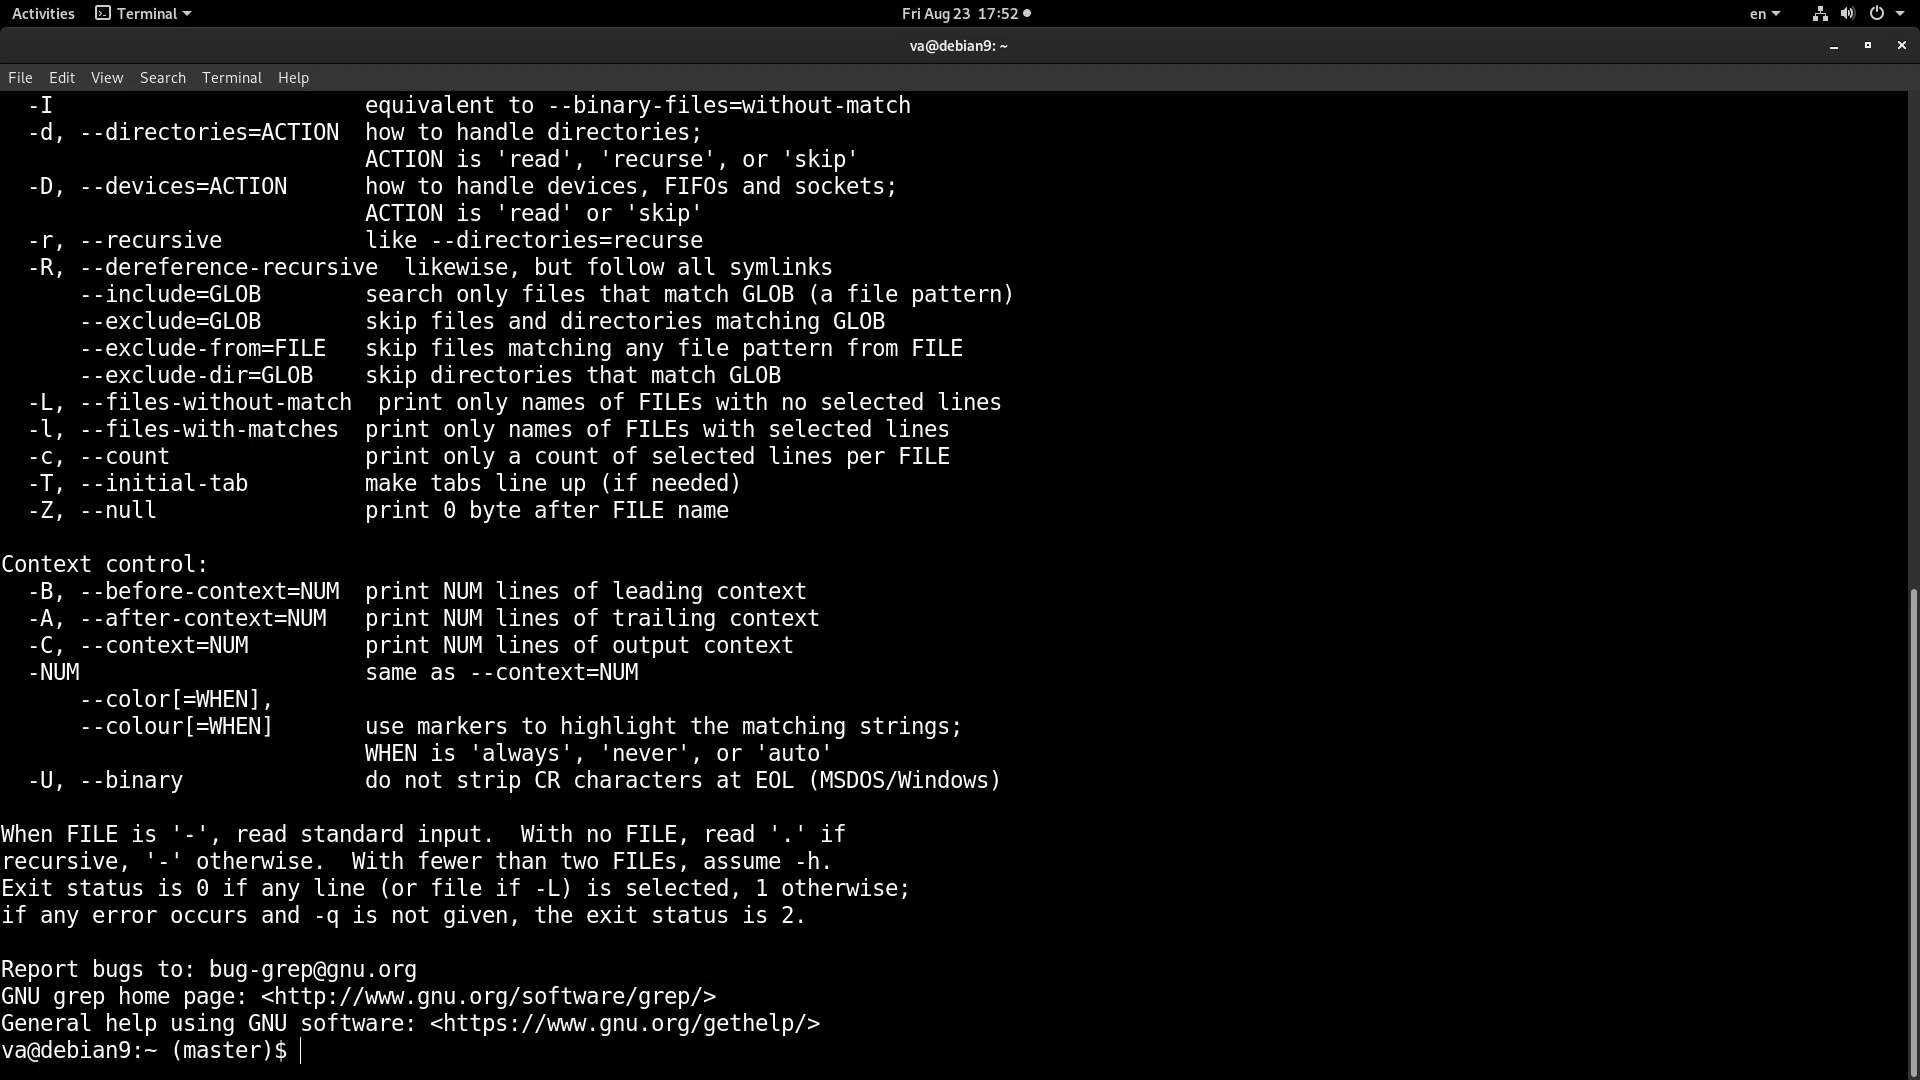 Activities Terminal Fri Aug 23 17:52 en
va@debian9: ~
File Edit View Search Terminal Help
  -I                        equivalent to --binary-files=without-match
  -d, --directories=ACTION  how to handle directories;
                            ACTION is 'read', 'recurse', or 'skip'
  -D, --devices=ACTION      how to handle devices, FIFOs and sockets;
                            ACTION is 'read' or 'skip'
  -r, --recursive           like --directories=recurse
  -R, --dereference-recursive  likewise, but follow all symlinks
      --include=GLOB        search only files that match GLOB (a file pattern)
      --exclude=GLOB        skip files and directories matching GLOB
      --exclude-from=FILE   skip files matching any file pattern from FILE
      --exclude-dir=GLOB    skip directories that match GLOB
  -L, --files-without-match  print only names of FILEs with no selected lines
  -l, --files-with-matches  print only names of FILEs with selected lines
  -c, --count               print only a count of selected lines per FILE
  -T, --initial-tab         make tabs line up (if needed)
  -Z, --null                print 0 byte after FILE name

Context control:
  -B, --before-context=NUM  print NUM lines of leading context
  -A, --after-context=NUM   print NUM lines of trailing context
  -C, --context=NUM         print NUM lines of output context
  -NUM                      same as --context=NUM
      --color[=WHEN],
      --colour[=WHEN]       use markers to highlight the matching strings;
                            WHEN is 'always', 'never', or 'auto'
  -U, --binary              do not strip CR characters at EOL (MSDOS/Windows)

When FILE is '-', read standard input.  With no FILE, read '.' if
recursive, '-' otherwise.  With fewer than two FILEs, assume -h.
Exit status is 0 if any line (or file if -L) is selected, 1 otherwise;
if any error occurs and -q is not given, the exit status is 2.

Report bugs to: bug-grep@gnu.org
GNU grep home page: <http://www.gnu.org/software/grep/>
General help using GNU software: <https://www.gnu.org/gethelp/>
va@debian9:~ (master)$